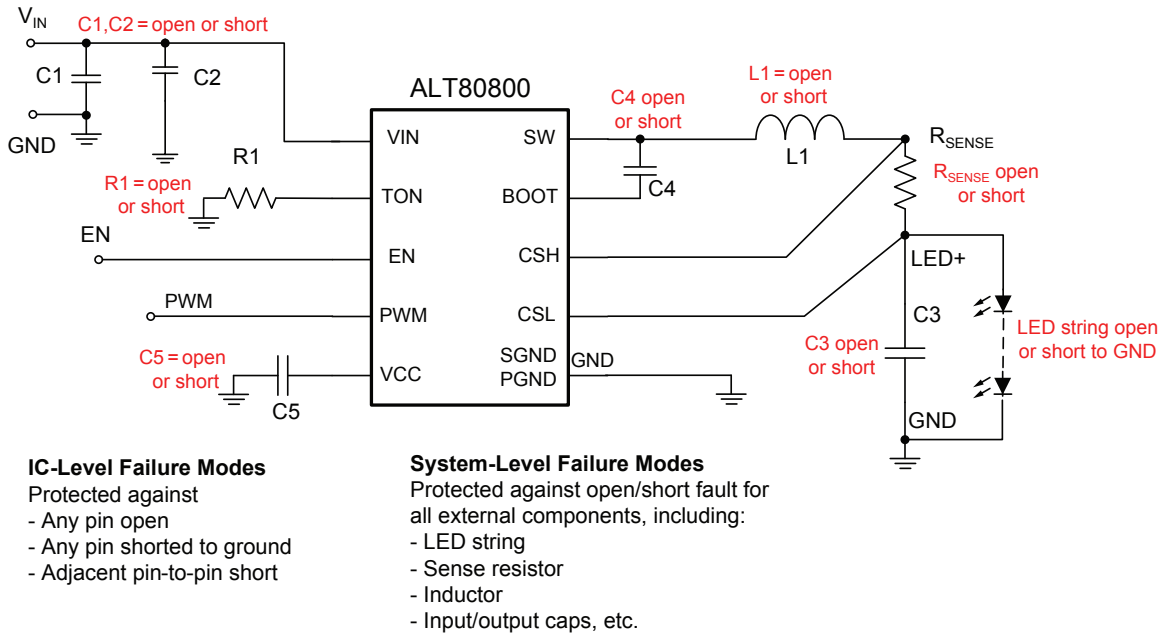 V_IN
C1,C2 = open or short
C1
C2
GND
ALT80800
VIN
TON
EN
PWM
VCC
SW
BOOT
CSH
CSL
SGND
PGND
R1
R1 = open
or short
EN
PWM
C5 = open
or short
C5
C4 open
or short
C4
L1 = open
or short
L1
R_SENSE
R_SENSE open
or short
LED+
C3
C3 open
or short
LED string open
or short to GND
GND
GND
IC-Level Failure Modes
Protected against
- Any pin open
- Any pin shorted to ground
- Adjacent pin-to-pin short
System-Level Failure Modes
Protected against open/short fault for
all external components, including:
- LED string
- Sense resistor
- Inductor
- Input/output caps, etc.